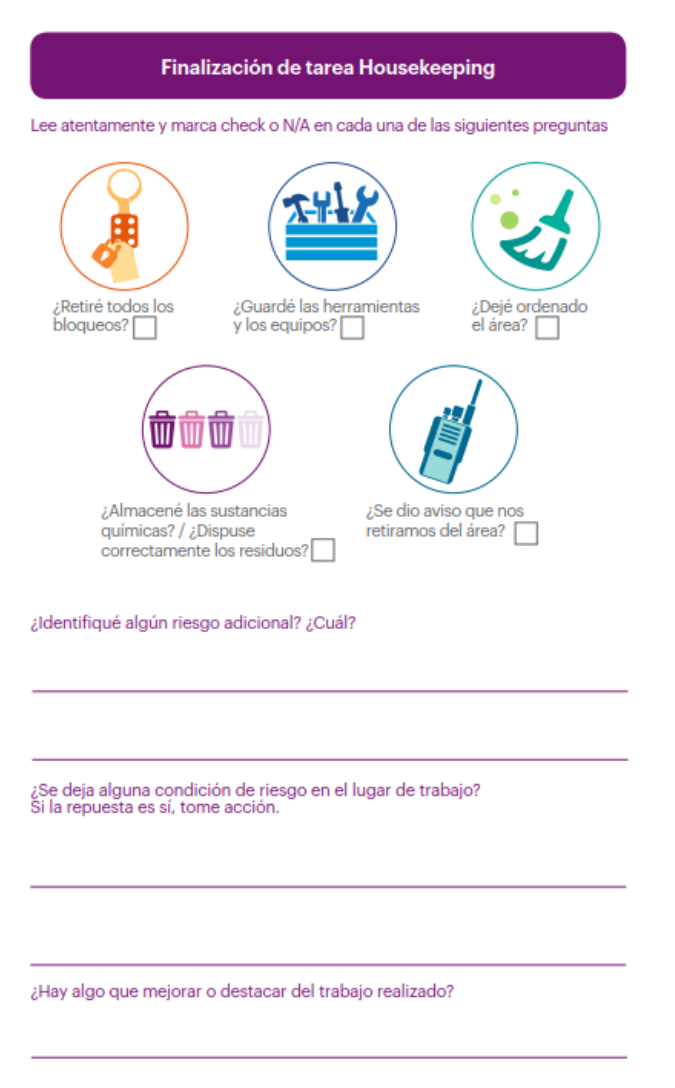 Finalización de tarea Housekeeping
Lee atentamente y marca check o N/A en cada una de las siguientes preguntas
¿Retiré todos los
bloqueos?
¿Guardé las herramientas
y los equipos?
¿Dejé ordenado
el área?
¿Almacené las sustancias
químicas? / ¿Dispuse
correctamente los residuos?
¿Se dio aviso que nos
retiramos del área?
¿Identifiqué algún riesgo adicional? ¿Cuál?
¿Se deja alguna condición de riesgo en el lugar de trabajo?
Si la repuesta es sí, tome acción.
¿Hay algo que mejorar o destacar del trabajo realizado?